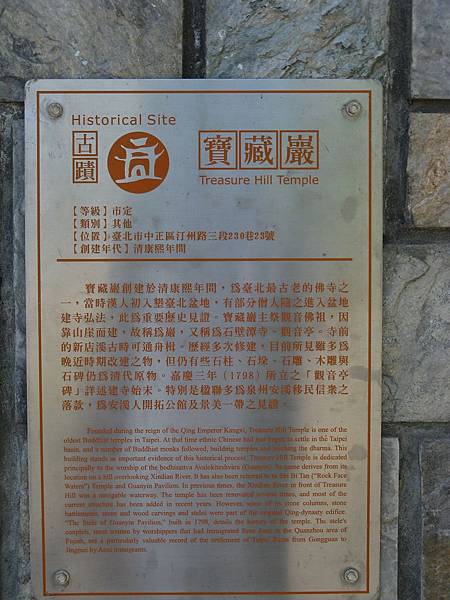 Historical Site
古蹟
寶藏巖
Treasure Hill Temple
【等級】市定
【類別】其他
【位置】臺北市中正區汀州路三段230巷23號
【創建年代】清康熙年間
寶藏巖創建於清康熙年間，為臺北最古老的佛寺之
一，當時漢人初入墾臺北盆地，有部分僧人隨之進入盆地
建寺弘法，此為重要歷史見證。寶藏巖主祭觀音佛祖，因
靠山崖而建，故稱為巖，又稱為石壁潭寺、觀音亭。寺前
的新店溪古時可通舟楫。歷經多次修建，目前所見雖多為
晚近時期改建之物，但仍有些石柱、石垛、石雕、木雕與
石碑仍為清代原物。嘉慶三年（1798）所立之「觀音亭
碑」詳述建寺始末。特別是楹聯多為泉州安溪移民信眾之
落款，為安溪人開拓公館及景美一帶之見證。
Founded during the reign of the Qing Emperor Kangxi, Treasure Hill Temple is one of the
oldest Buddhist temples in Taipei. At that time ethnic Chinese had just begun to settle in the Taipei
basin, and a number of Buddhist monks followed, building temples and teaching the dharma. This
building stands as important evidence of this historical process. Treasure Hill Temple is dedicated
principally to the worship of the bodhisattva Avalokiteshvara (Guanyin). Its name derives from its
location on a hill overlooking Xindian River. It has also been referred to as Shi Bi Tan ("Rock Face
Waters") Temple and Guanyin Pavilion. In previous times, the Xindian River in front of Treasure
Hill was a navigable waterway. The temple has been renovated several times, and most of the
current structure has been added in recent years. However, some of its stone columns, stone
battlements, stone and wood carvings and steles were part of the original Qing-dynasty edifice.
"The Stele of Guanyin Pavilion," built in 1798, details the history of the temple. The stele's
couplets, most written by worshippers that had immigrated from Anxi in the Quanzhou area of
Fujian, are a particularly valuable record of the settlement of Taipei Basin from Gongguan to
Jingmei by Anxi immigrants.